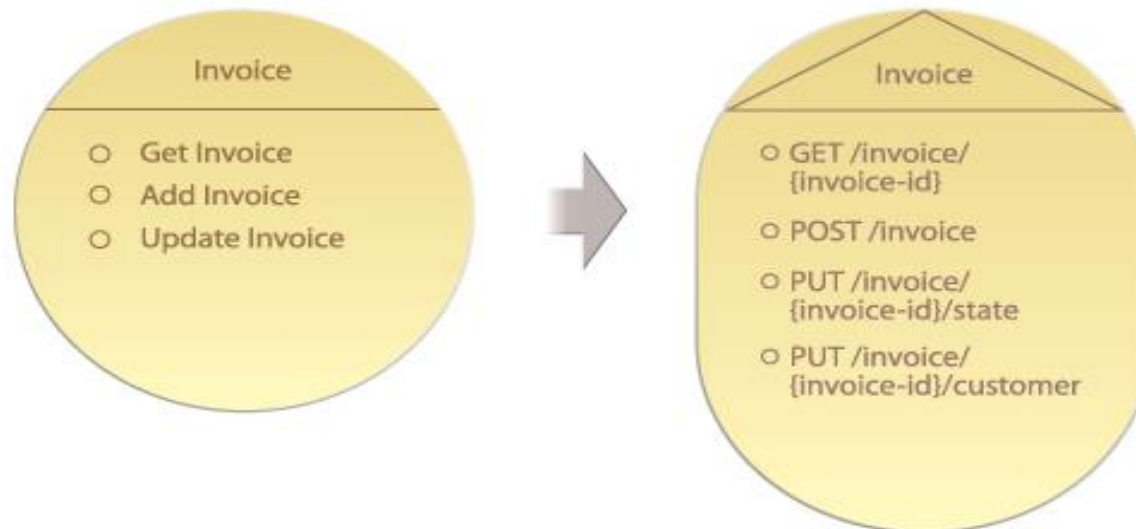 Invoice
Get Invoice
Add Invoice
Update Invoice
Invoice
GET /invoice/
{invoice-id}
POST /invoice
PUT /invoice/
{invoice-id}/state
PUT /invoice/
{invoice-id}/customer